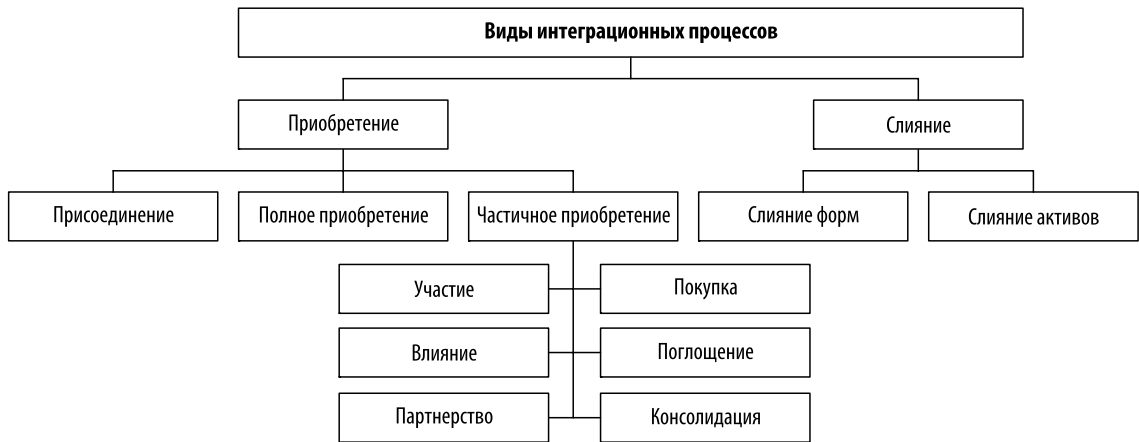 Виды интеграционных процессов
Приобретение
Слияние
Присоединение
Полное приобретение
Частичное приобретение
Слияние форм
Слияние активов
Участие
Покупка
Влияние
Поглощение
Партнерство
Консолидация